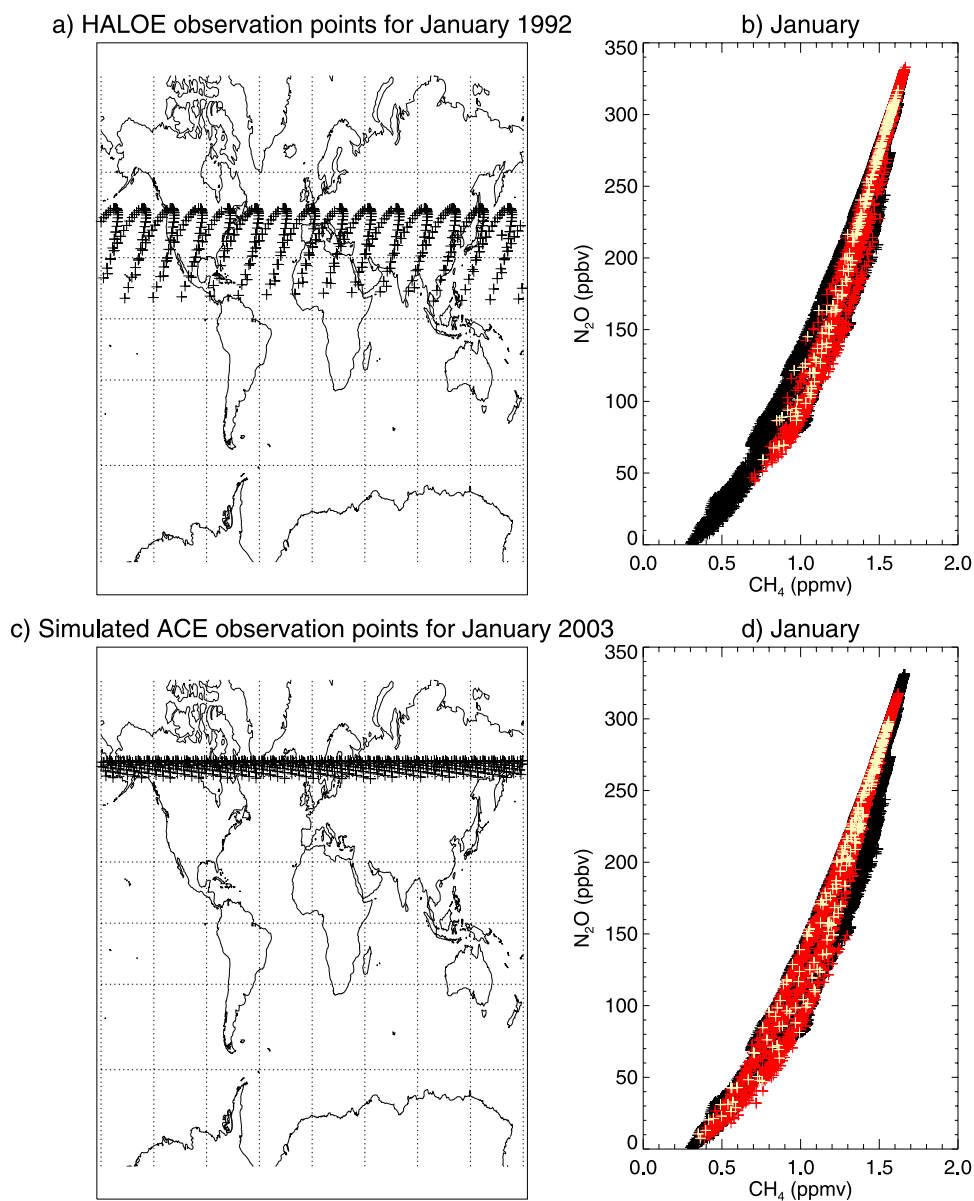 a) HALOE observation points for January 1992
b) January
350
300
250
200
150
100
50
0
N₂O (ppbv)
0.0 0.5 1.0 1.5 2.0
CH₄ (ppmv)
c) Simulated ACE observation points for January 2003
d) January
350
300
250
200
150
100
50
0
N₂O (ppbv)
0.0 0.5 1.0 1.5 2.0
CH₄ (ppmv)